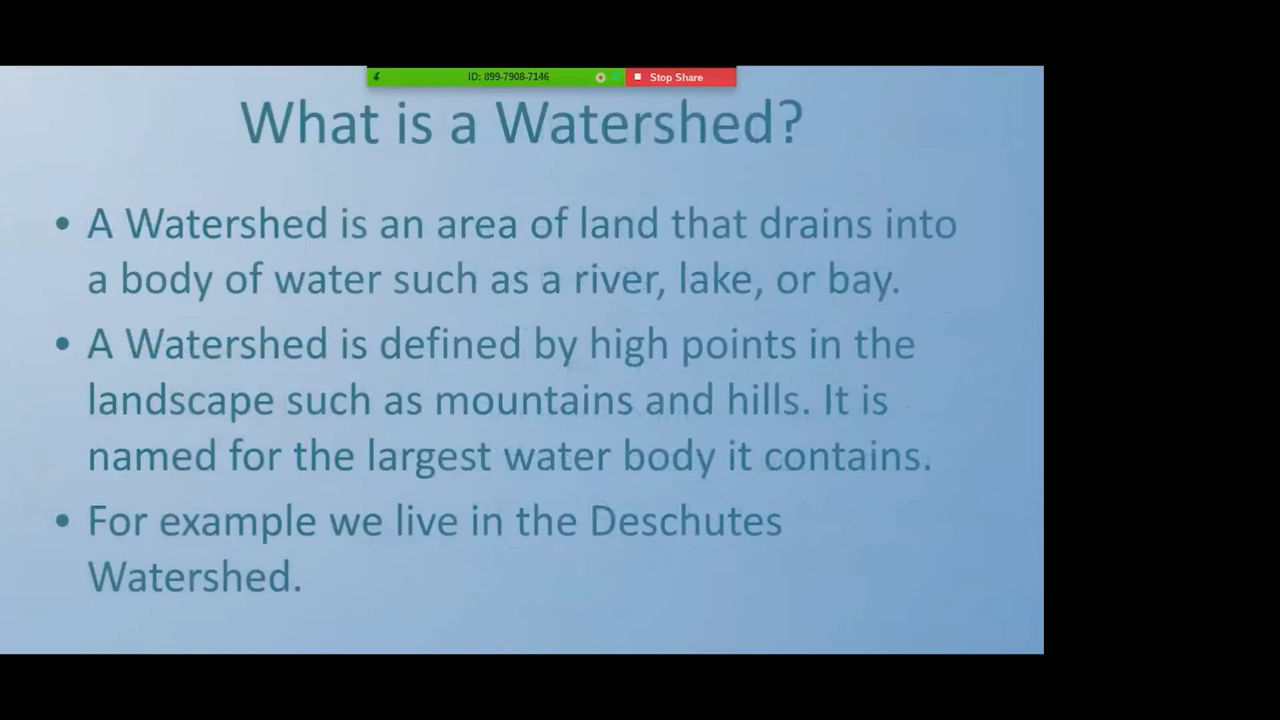 ID: 899-7908-7146
Stop Share
What is a Watershed?
• A Watershed is an area of land that drains into
a body of water such as a river, lake, or bay.
• A Watershed is defined by high points in the
landscape such as mountains and hills. It is
named for the largest water body it contains.
• For example we live in the Deschutes
Watershed.